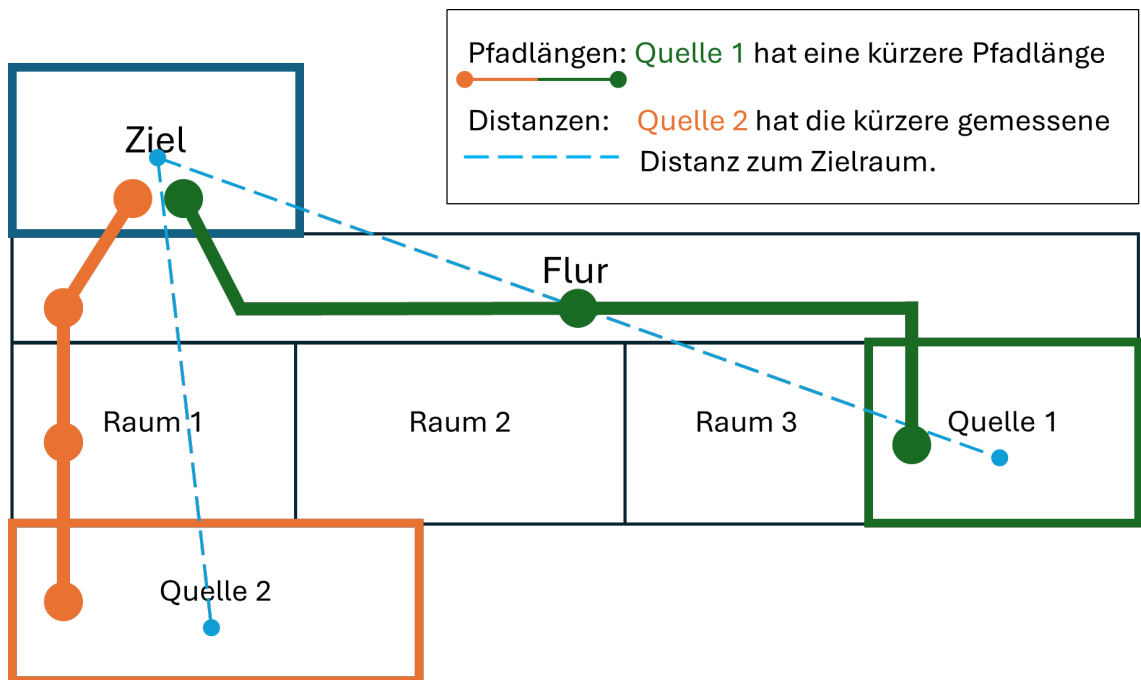 Pfadlängen: Quelle 1 hat eine kürzere Pfadlänge
Distanzen: Quelle 2 hat die kürzere gemessene
Distanz zum Zielraum.
Ziel
Flur
Raum 1
Raum 2
Raum 3
Quelle 1
Quelle 2